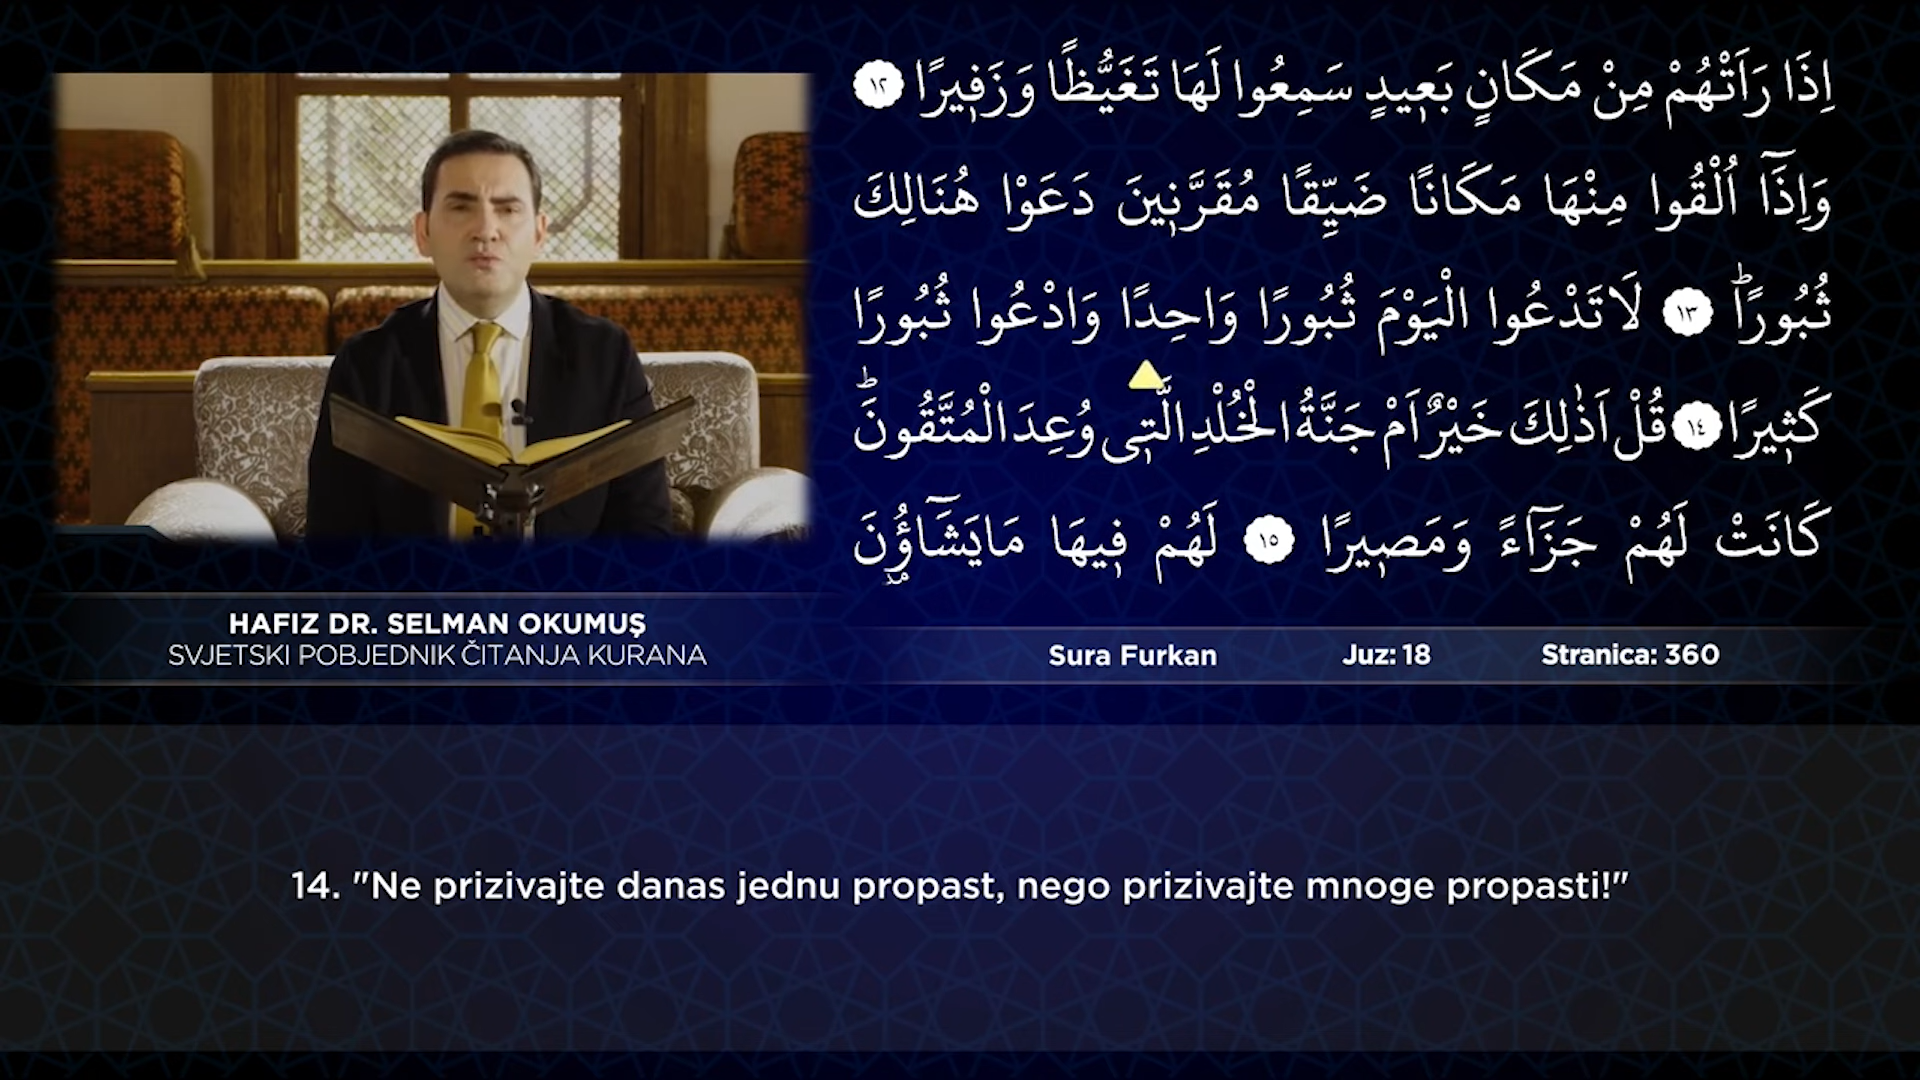 اِذَا رَاَتْهُمْ مِنْ مَكَانٍ بَعٖيدٍ سَمِعُوا لَهَا تَغَيُّظًا وَزَفٖيرًا ١٢
وَاِذَٓا اُلْقُوا مِنْهَا مَكَانًا ضَيِّقًا مُقَرَّنٖينَ دَعَوْا هُنَالِكَ
ثُبُورًاؕ ١٣ لَا تَدْعُوا الْيَوْمَ ثُبُورًا وَاحِدًا وَادْعُوا ثُبُورًا
كَثٖيرًا ١٤ قُلْ اَذٰلِكَ خَيْرٌ اَمْ جَنَّةُ الْخُلْدِ الَّتٖى وُعِدَ الْمُتَّقُونَؕ
كَانَتْ لَهُمْ جَزَٓاءً وَمَصٖيرًا ١٥ لَهُمْ فٖيهَا مَا يَشَٓاؤُ۫نَ
HAFIZ DR. SELMAN OKUMUŞ
SVJETSKI POBJEDNIK ČITANJA KURANA
Sura Furkan Juz: 18 Stranica: 360
14. "Ne prizivajte danas jednu propast, nego prizivajte mnoge propasti!"